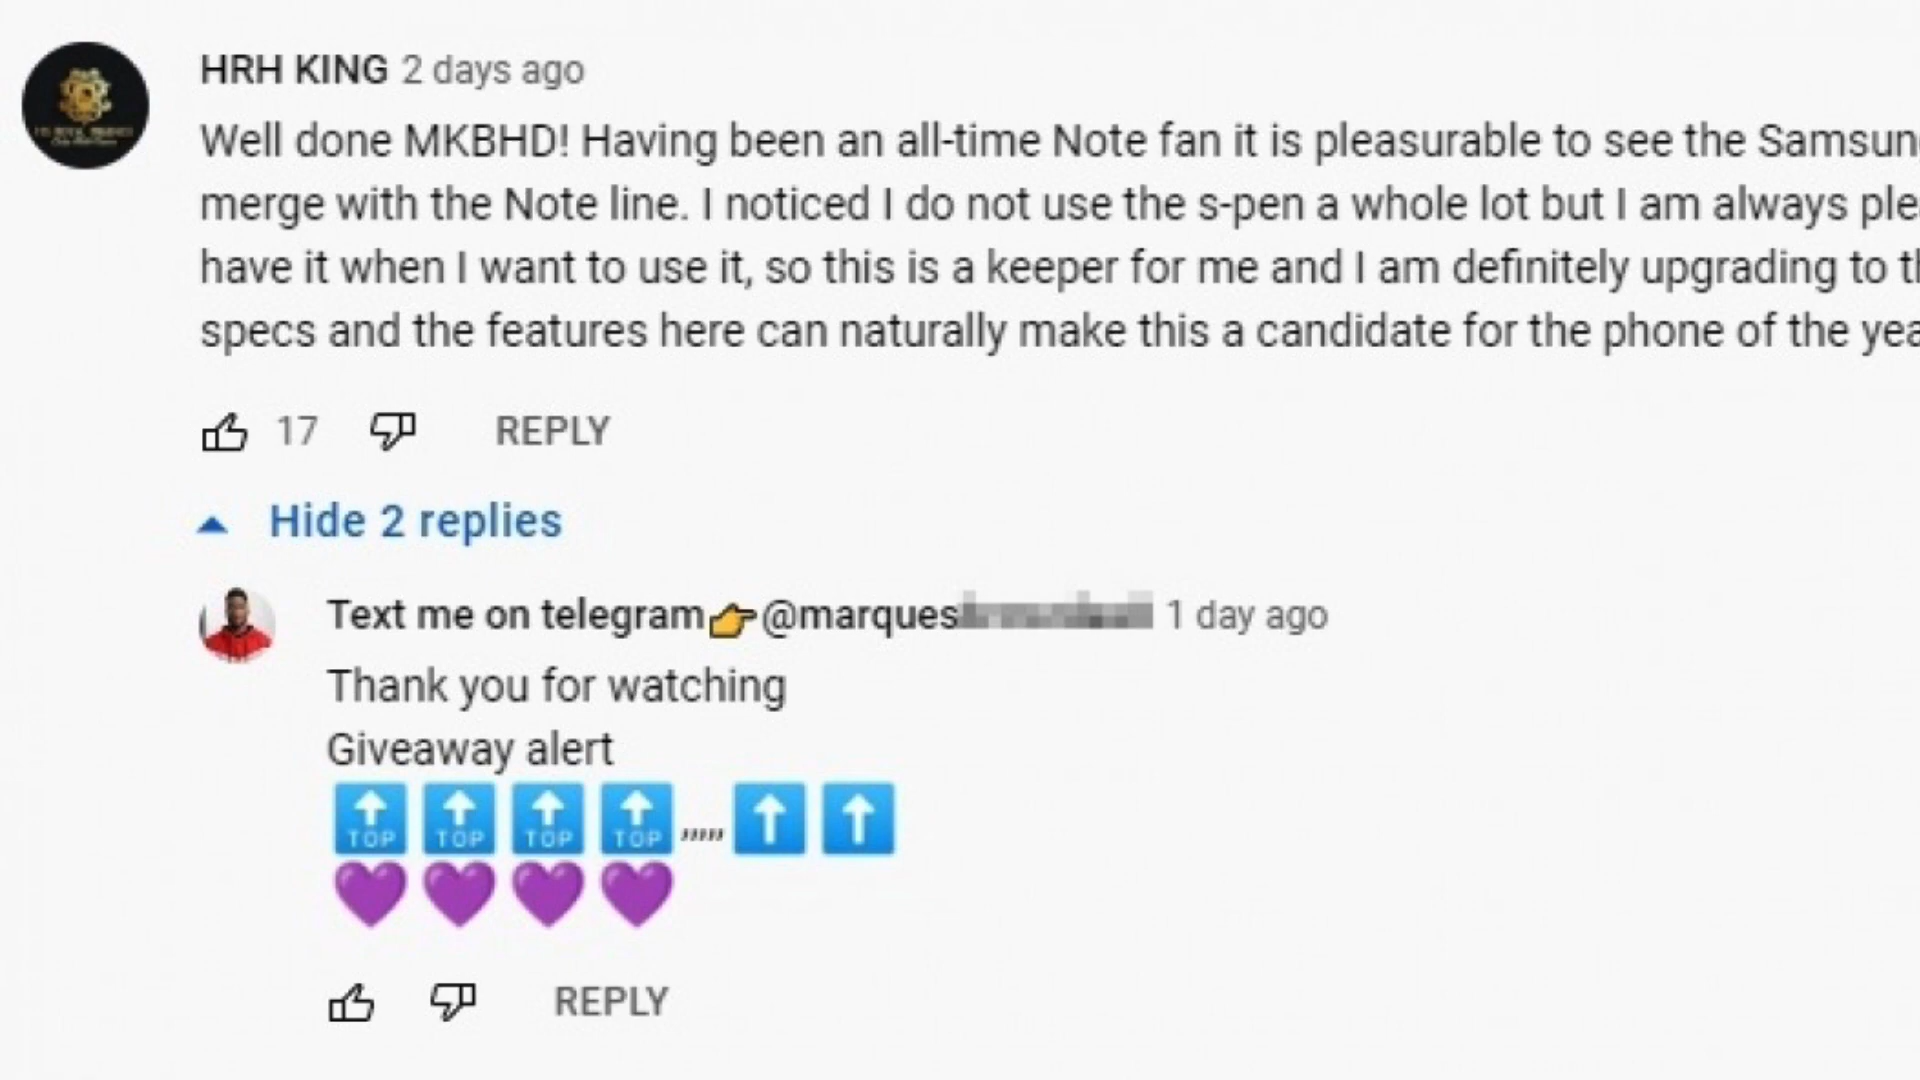 HRH KING 2 days ago
Well done MKBHD! Having been an all-time Note fan it is pleasurable to see the
merge with the Note line. I noticed I do not use the s-pen a whole lot but I am always
have it when I want to use it, so this is a keeper for me and I am definitely upgrading to
specs and the features here can naturally make this a candidate for the phone of the
17 REPLY
Hide 2 replies
Text me on telegram👉@marques 1 day ago
Thank you for watching
Giveaway alert
🔝🔝🔝🔝,,,,,⬆️⬆️
💜💜💜💜
REPLY